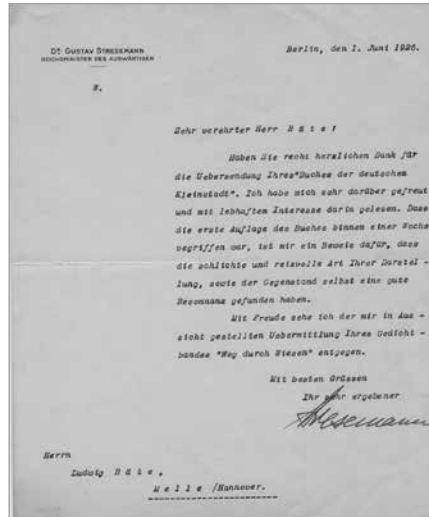 Dr. GUSTAV STRESEMANN
REICHSMINISTER DES AUSWÄRTIGEN
Berlin, den 1. Juni 1926.
Sehr verehrter Herr B ä t e !
Haben Sie recht herzlichen Dank für
die Uebersendung Ihres "Buches der deutschen
Kleinstadt". Ich habe mich sehr darüber gefreut
und mit lebhaftem Interesse darin gelesen. Dass
die erste Auflage des Buches binnen einer Woche
vergriffen war, ist mir ein Beweis dafür, dass
die schlichte und reizvolle Art Ihrer Darstel -
lung, sowie der Gegenstand selbst eine gute
Resonnanz gefunden haben.
Mit Freude sehe ich der mir in Aus -
sicht gestellten Uebermittlung Ihres Gedicht-
bandes "Weg durch Wiesen" entgegen.
Mit besten Grüssen
Ihr sehr ergebener
Stresemann
Herrn
Ludwig B ä t e ,
M e l l e /Hannover.